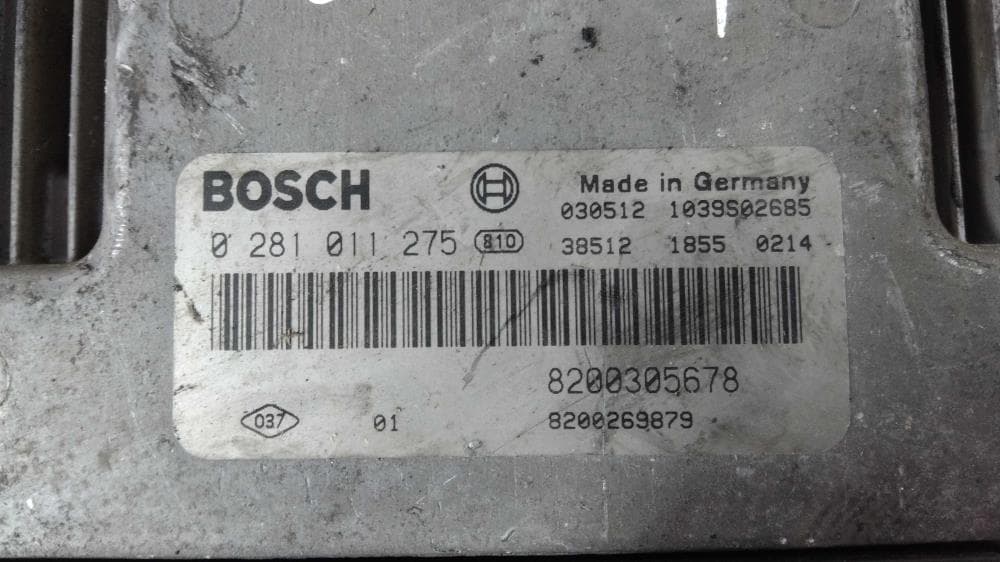 BOSCH
Made in Germany
030512 1039S02685
0 281 011 275 810
38512 1855 0214
8200305678
037 01 8200269879